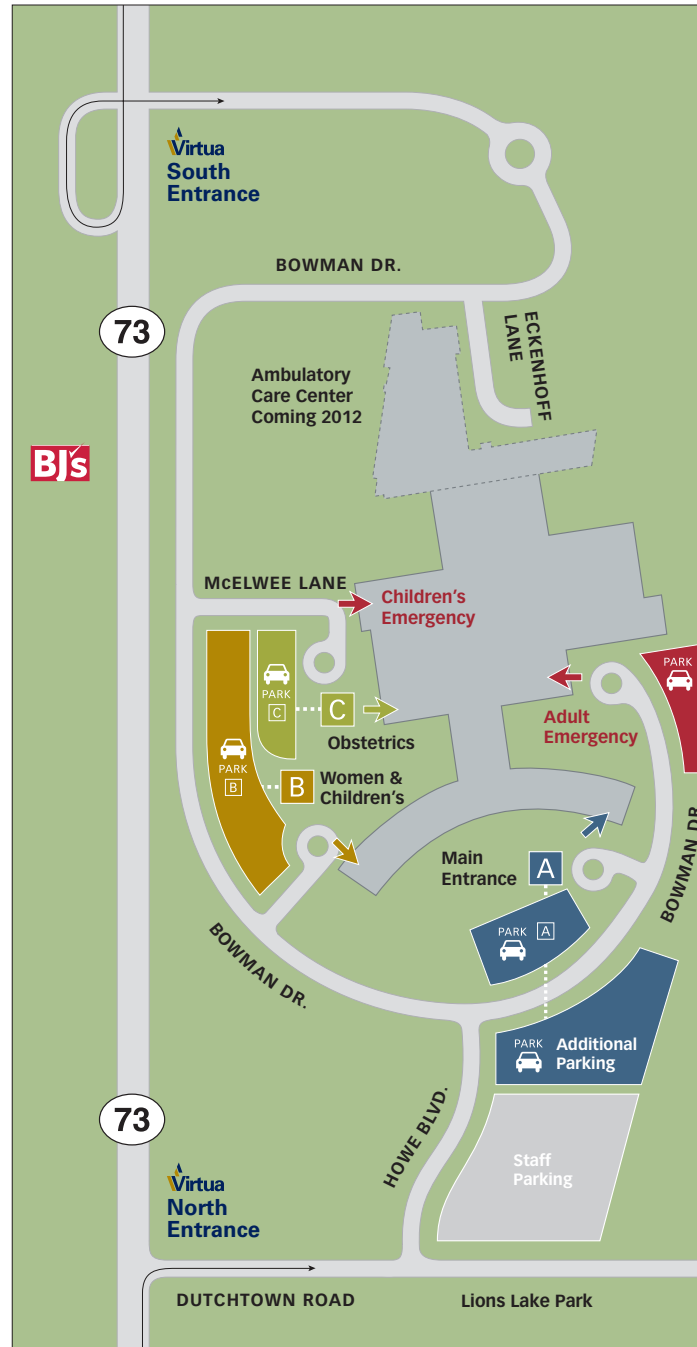 Virtua
South
Entrance
BOWMAN DR.
73
ECKENHOFF
LANE
Ambulatory
Care Center
Coming 2012
BJ's
McELWEE LANE
Children's
Emergency
PARK
C
C
Obstetrics
PARK
B
B
Women &
Children's
PARK
Adult
Emergency
Main
Entrance
A
BOWMAN DR.
PARK
A
BOWMAN DR.
PARK
Additional
Parking
73
HOWE BLVD.
Staff
Parking
Virtua
North
Entrance
DUTCHTOWN ROAD
Lions Lake Park